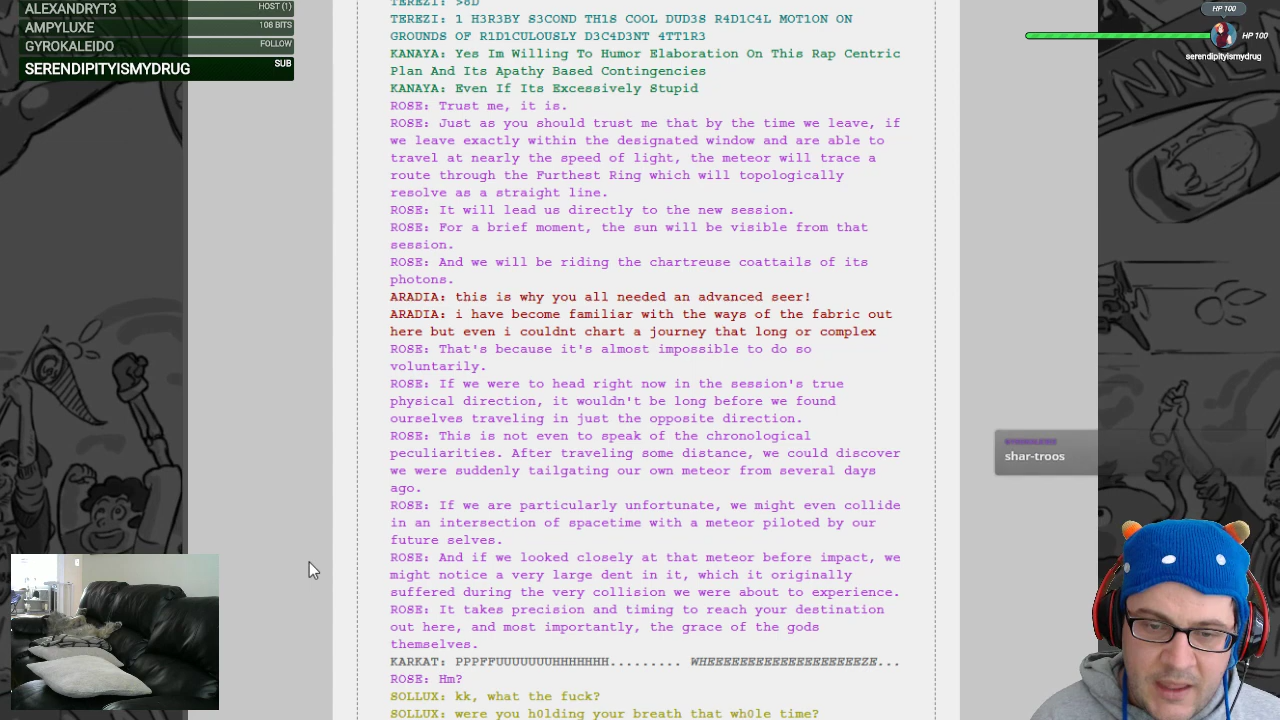 ALEXANDRYT3 HOST (1)
AMPYLUXE 108 BITS
GYROKALEIDO FOLLOW
SERENDIPITYISMYDRUG SUB
TEREZI: >8D
TEREZI: 1 H3R3BY S3COND TH1S COOL DUD3S R4D1C4L MOT1ON ON
GROUNDS OF R1D1CULOUSLY D3C4D3NT 4TT1R3
KANAYA: Yes Im Willing To Humor Elaboration On This Rap Centric
Plan And Its Apathy Based Contingencies
KANAYA: Even If Its Excessively Stupid
ROSE: Trust me, it is.
ROSE: Just as you should trust me that by the time we leave, if
we leave exactly within the designated window and are able to
travel at nearly the speed of light, the meteor will trace a
route through the Furthest Ring which will topologically
resolve as a straight line.
ROSE: It will lead us directly to the new session.
ROSE: For a brief moment, the sun will be visible from that
session.
ROSE: And we will be riding the chartreuse coattails of its
photons.
ARADIA: this is why you all needed an advanced seer!
ARADIA: i have become familiar with the ways of the fabric out
here but even i couldnt chart a journey that long or complex
ROSE: That's because it's almost impossible to do so
voluntarily.
ROSE: If we were to head right now in the session's true
physical direction, it wouldn't be long before we found
ourselves traveling in just the opposite direction.
ROSE: This is not even to speak of the chronological
peculiarities. After traveling some distance, we could discover
we were suddenly tailgating our own meteor from several days
ago.
ROSE: If we are particularly unfortunate, we might even collide
in an intersection of spacetime with a meteor piloted by our
future selves.
ROSE: And if we looked closely at that meteor before impact, we
might notice a very large dent in it, which it originally
suffered during the very collision we were about to experience.
ROSE: It takes precision and timing to reach your destination
out here, and most importantly, the grace of the gods
themselves.
KARKAT: PPPFFUUUUUUUHHHHHHH......... WHEEEEEEEEEEEEEEEEEEEEEZE...
ROSE: Hm?
SOLLUX: kk, what the fuck?
SOLLUX: were you h0lding your breath that wh0le time?
HP 100
HP 100
serendipityismydrug
shar-troos